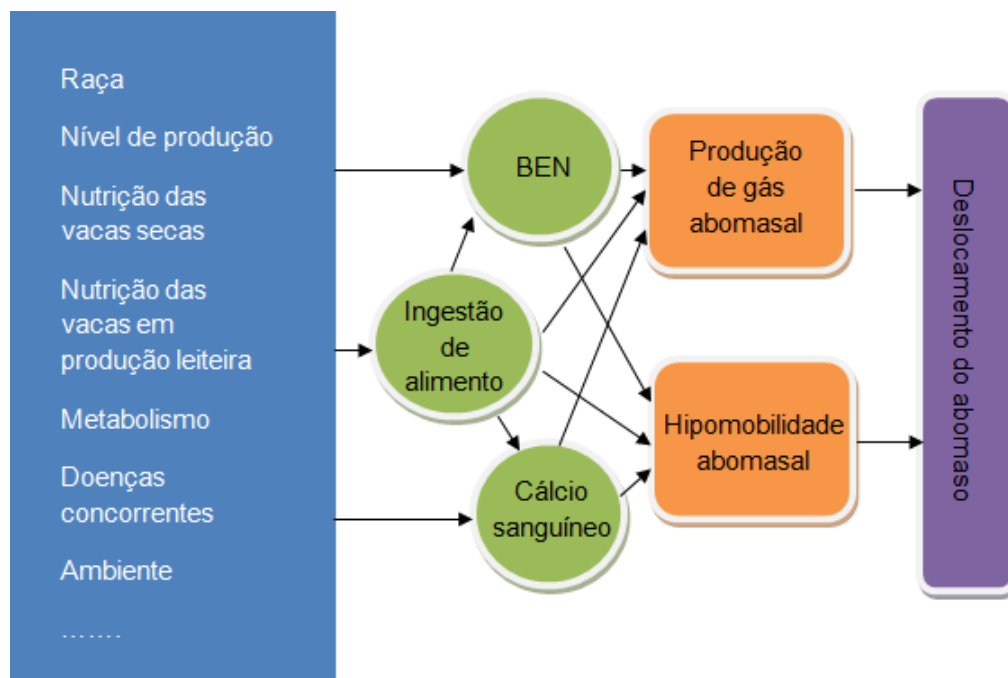 Raça
Nível de produção
Nutrição das
vacas secas
Nutrição das
vacas em
produção leiteira
Metabolismo
Doenças
concorrentes
Ambiente
…….
BEN
Ingestão
de
alimento
Cálcio
sanguíneo
Produção
de gás
abomasal
Hipomobilidade
abomasal
Deslocamento do abomaso